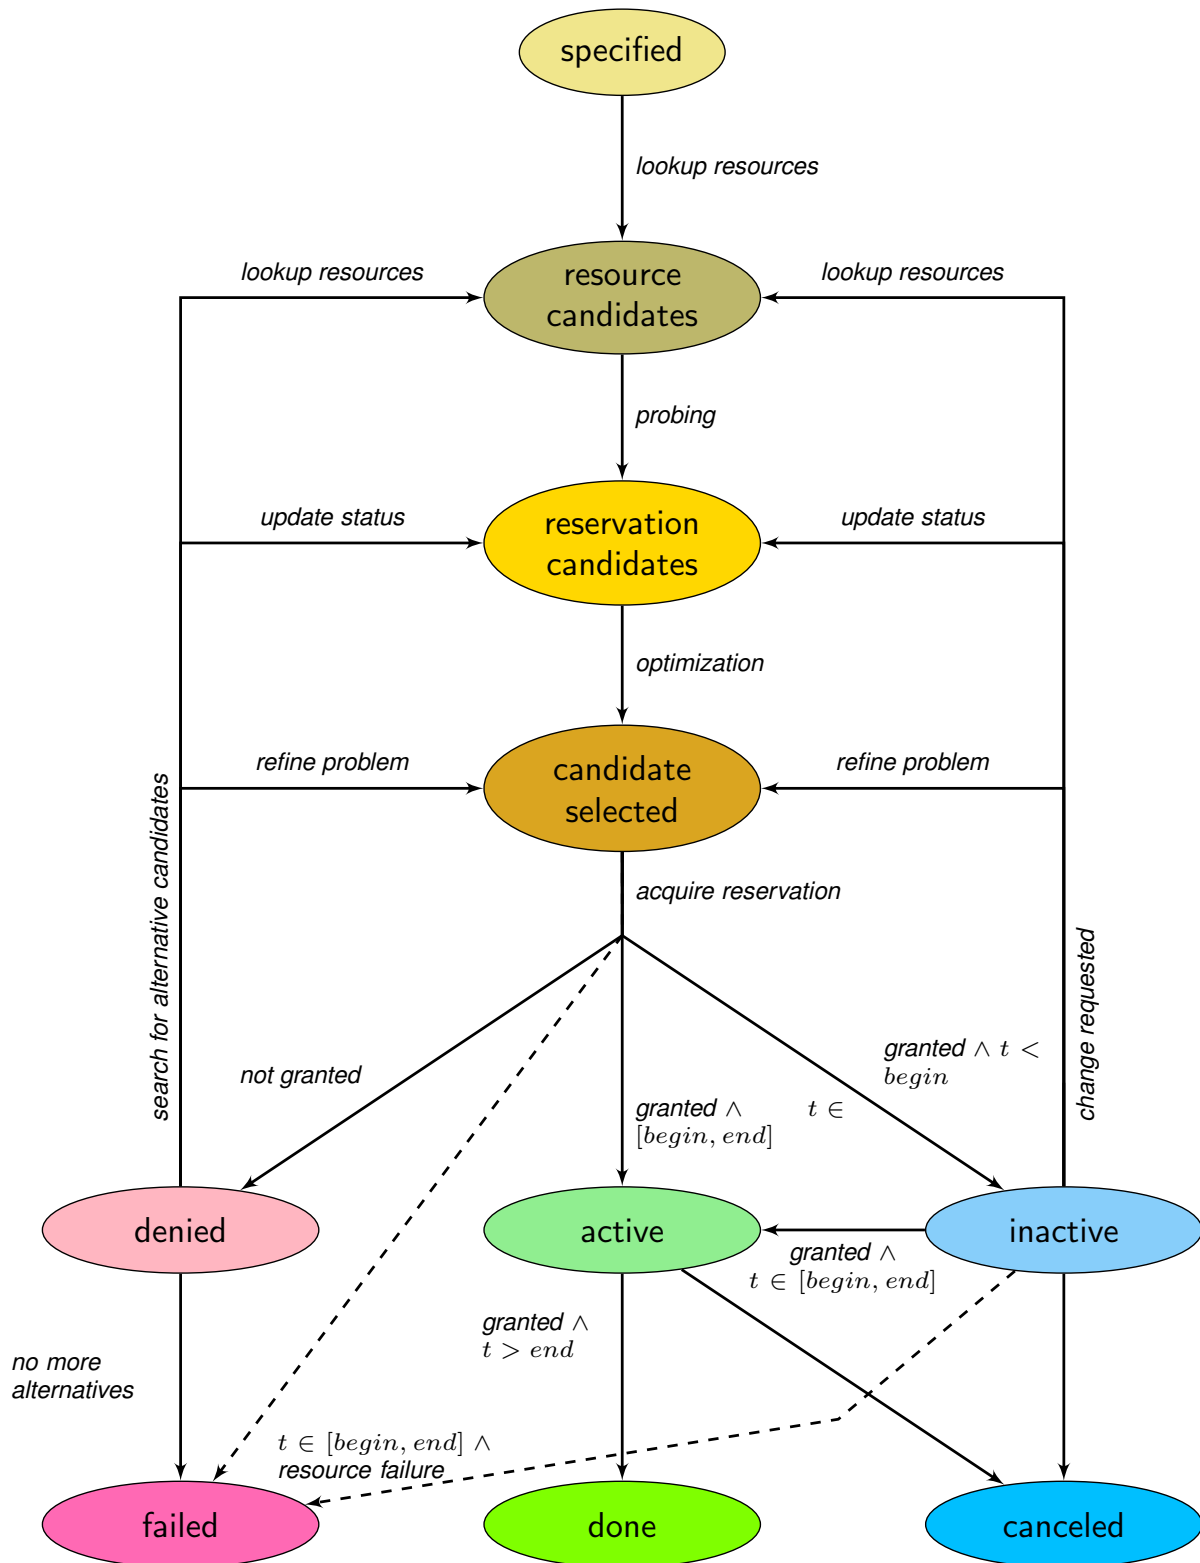 specified
lookup resources
lookup resources
resource
candidates
lookup resources
probing
update status
reservation
candidates
update status
optimization
refine problem
candidate
selected
refine problem
search for alternative candidates
acquire reservation
change requested
not granted
granted ∧ t <
begin
granted ∧ t ∈
[begin, end]
denied
active
inactive
granted ∧
t ∈ [begin, end]
granted ∧
t > end
no more
alternatives
t ∈ [begin, end] ∧
resource failure
failed
done
canceled